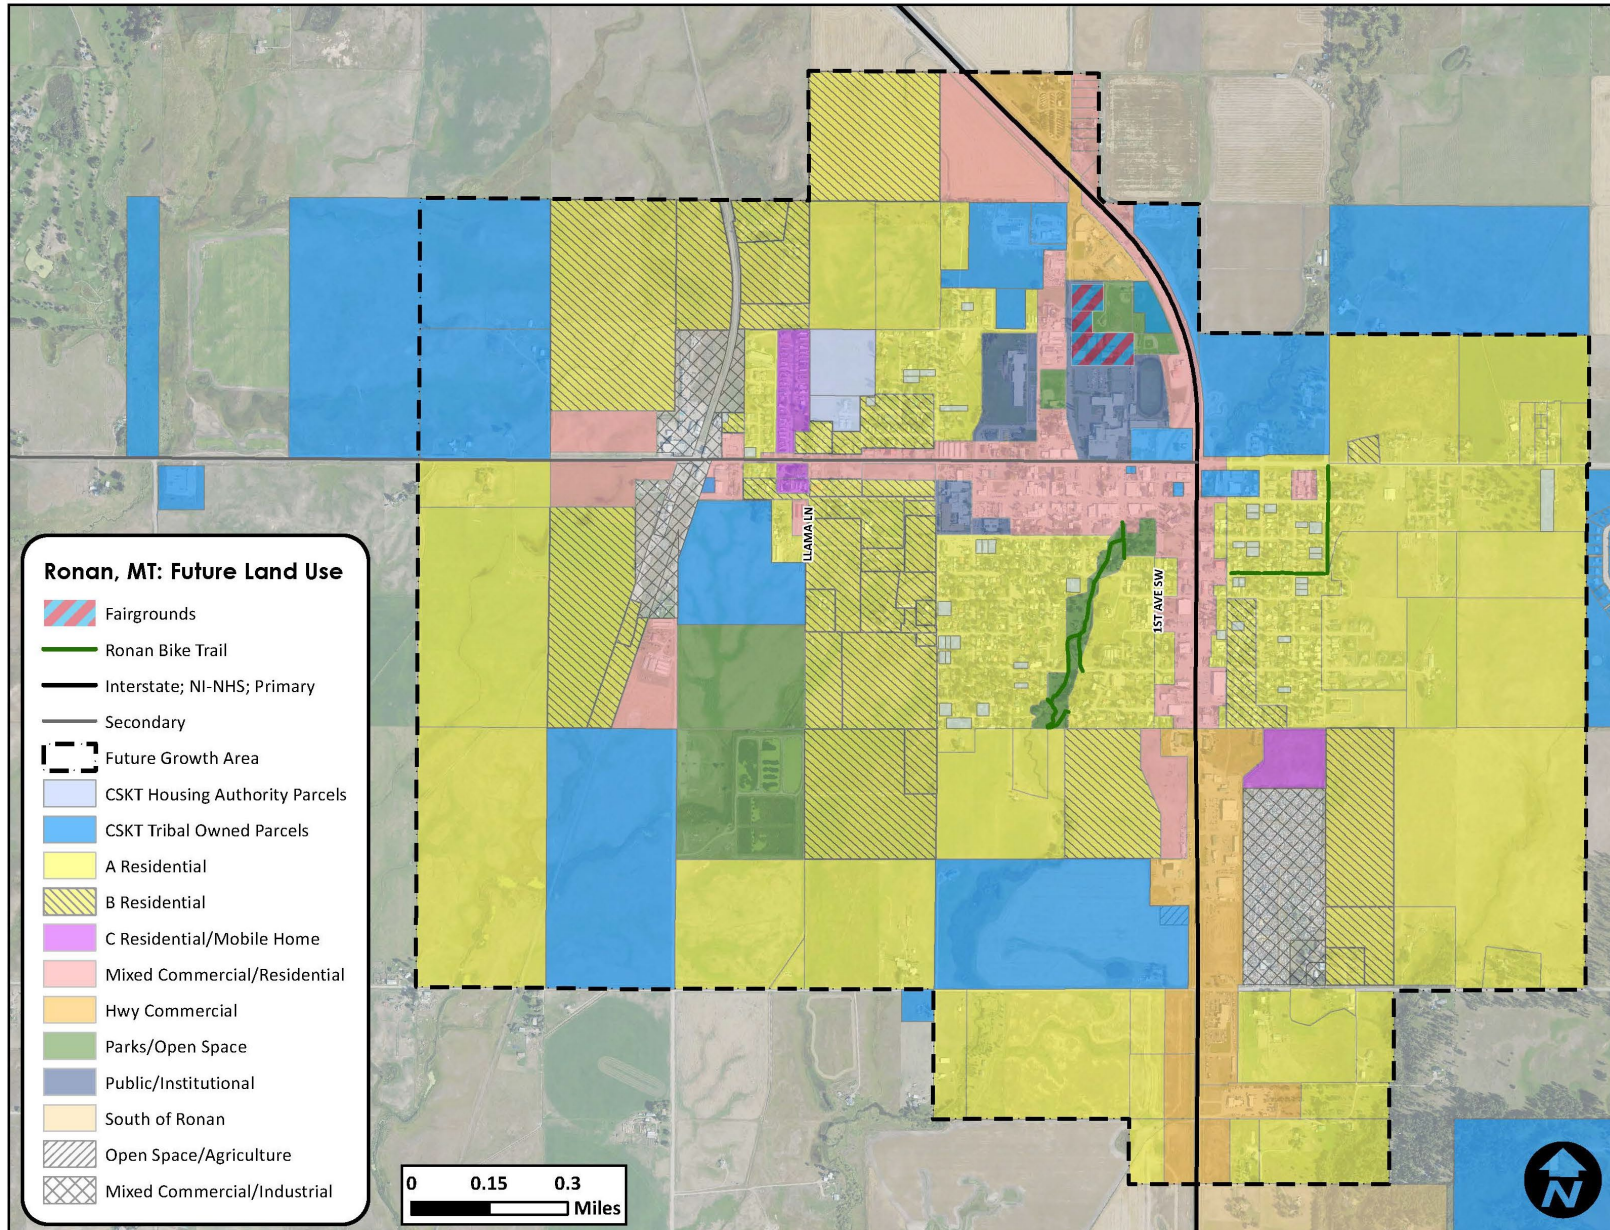 Ronan, MT: Future Land Use
Fairgrounds
Ronan Bike Trail
Interstate; NI-NHS; Primary
Secondary
Future Growth Area
CSKT Housing Authority Parcels
CSKT Tribal Owned Parcels
A Residential
B Residential
C Residential/Mobile Home
Mixed Commercial/Residential
Hwy Commercial
Parks/Open Space
Public/Institutional
South of Ronan
Open Space/Agriculture
Mixed Commercial/Industrial
LLAMA LN
1ST AVE SW
0 0.15 0.3
Miles
N